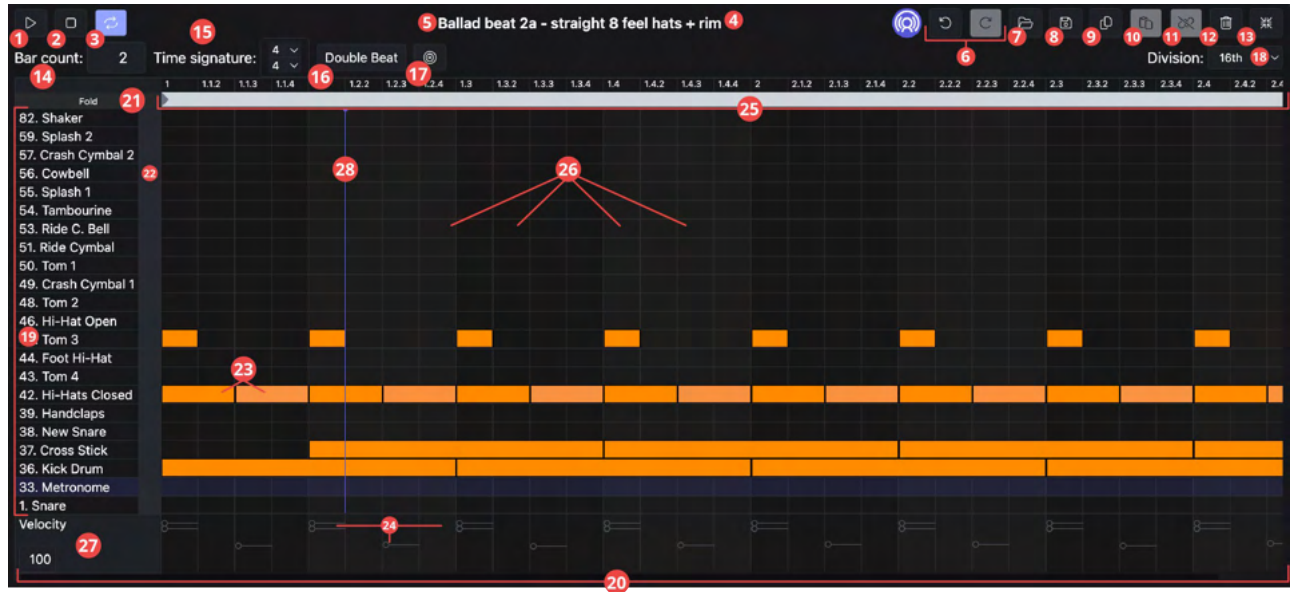 5 Ballad beat 2a - straight 8 feel hats + rim 4
1 2 3 15 6 7 8 9 10 11 12 13
Bar count: 2 Time signature: 4 4 Double Beat Division: 16th 18
14 16 17
1 1.1.2 1.1.3 1.1.4 1.2.2 1.2.3 1.2.4 1.3 1.3.2 1.3.3 1.3.4 1.4 1.4.2 1.4.3 1.4.4 2 2.1.2 2.1.3 2.1.4 2.2 2.2.2 2.2.3 2.2.4 2.3 2.3.2 2.3.3 2.3.4 2.4 2.4.2 2.4
Fold 21 25
82. Shaker
59. Splash 2
57. Crash Cymbal 2
56. Cowbell 22 28 26
55. Splash 1
54. Tambourine
53. Ride C. Bell
51. Ride Cymbal
50. Tom 1
49. Crash Cymbal 1
48. Tom 2
46. Hi-Hat Open
19 Tom 3
44. Foot Hi-Hat 23
43. Tom 4
42. Hi-Hats Closed
39. Handclaps
38. New Snare
37. Cross Stick
36. Kick Drum
33. Metronome
1. Snare
Velocity 24
27
100
20